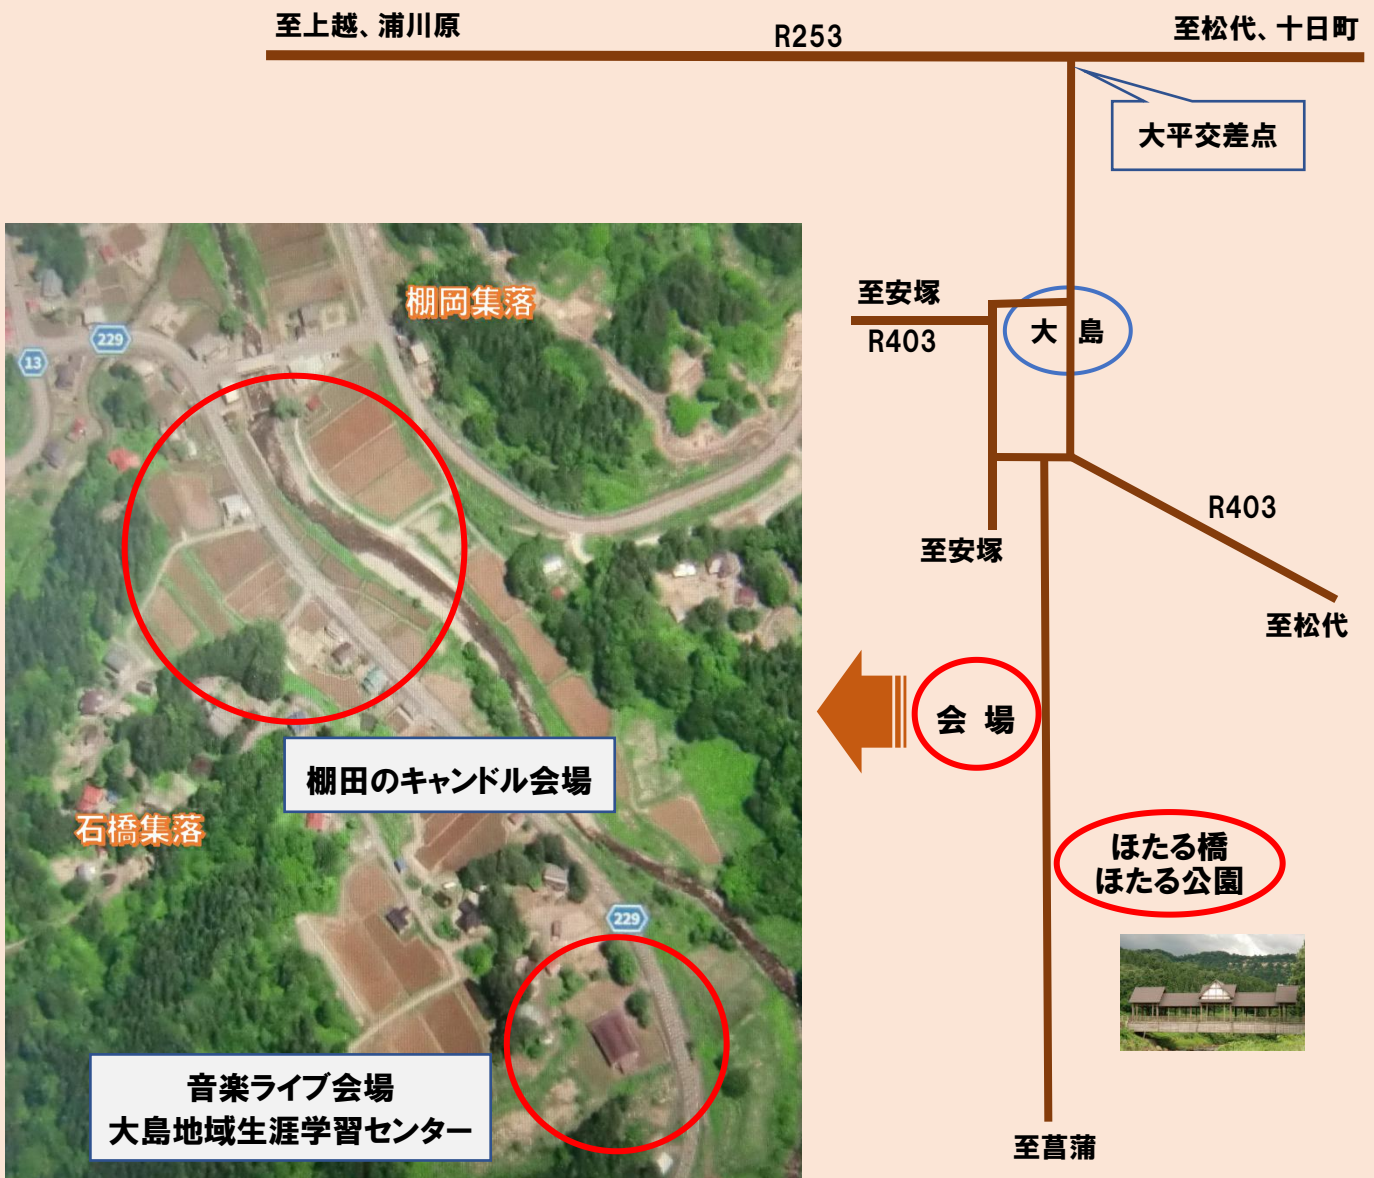 至上越、浦川原
R253
至松代、十日町
大平交差点
至安塚
R403
大 島
R403
至安塚
至松代
会 場
ほたる橋
ほたる公園
至菖蒲
棚岡集落
229
13
棚田のキャンドル会場
石橋集落
229
音楽ライブ会場
大島地域生涯学習センター